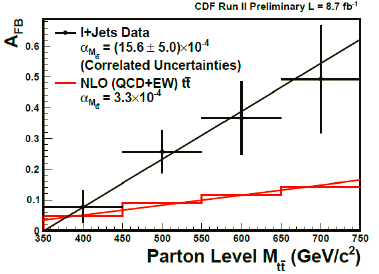 CDF Run II Preliminary L = 8.7 fb⁻¹
A_FB
l+Jets Data
α_M_tt̄ = (15.6 ± 5.0)×10⁻⁴
(Correlated Uncertainties)
NLO (QCD+EW) tt̄
α_M_tt̄ = 3.3×10⁻⁴
0.6
0.5
0.4
0.3
0.2
0.1
0
350 400 450 500 550 600 650 700 750
Parton Level M_tt̄ (GeV/c²)